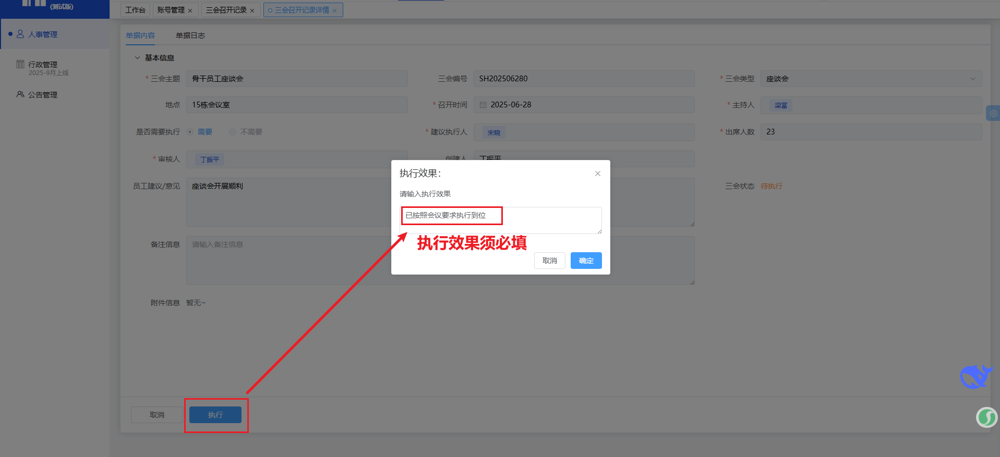 (测试版)
工作台
账号管理 ×
三会召开记录 ×
三会召开记录详情 ×
人事管理
行政管理
2025-9月上线
公告管理
单据内容
单据日志
基本信息
* 三会主题 骨干员工座谈会
三会编号 SH202506280
* 三会类型 座谈会
地点 15栋会议室
* 召开时间 2025-06-28
* 主持人 梁富
是否需要执行 需要 不需要
* 建议执行人 宋晓
* 出席人数 23
* 审核人 丁振平
创建人 丁振平
员工建议/意见 座谈会开展顺利
三会状态 待执行
备注信息 请输入备注信息
附件信息 暂无~
执行效果：
请输入执行效果
已按照会议要求执行到位
执行效果须必填
取消
确定
取消
执行